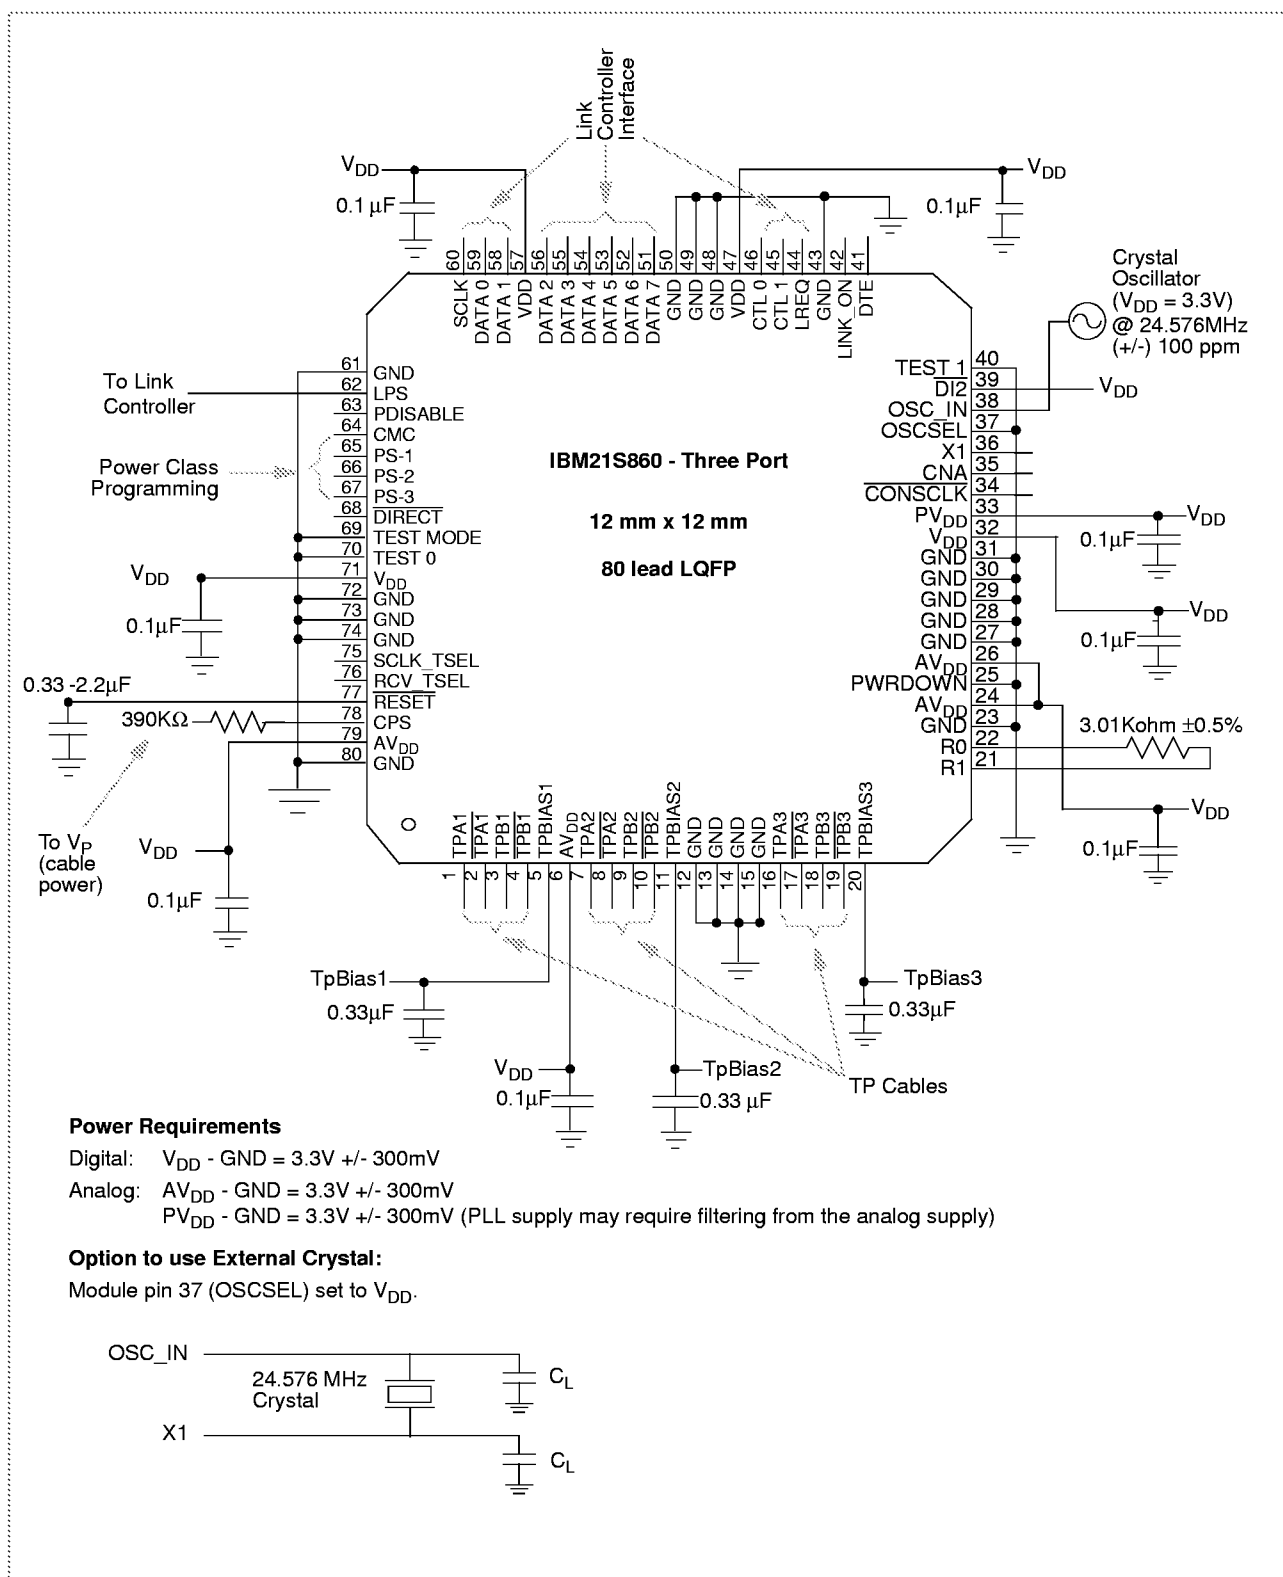 Link
Controller
Interface
VDD
0.1 µF
VDD
0.1µF
60 59 58 57 56 55 54 53 52 51 50 49 48 47 46 45 44 43 42 41
SCLK
DATA 0
DATA 1
VDD
DATA 2
DATA 3
DATA 4
DATA 5
DATA 6
DATA 7
GND
GND
GND
VDD
CTL 0
CTL 1
LREQ
GND
LINK_ON
DTE
Crystal
Oscillator
(VDD = 3.3V)
@ 24.576MHz
(+/-) 100 ppm
To Link
Controller
Power Class
Programming
61 GND
62 LPS
63 PDISABLE
64 CMC
65 PS-1
66 PS-2
67 PS-3
68 DIRECT
69 TEST MODE
70 TEST 0
71 VDD
72 GND
73 GND
74 GND
75 SCLK_TSEL
76 RCV_TSEL
77 RESET
78 CPS
79 AVDD
80 GND
VDD
0.1µF
0.33 -2.2µF
390KΩ
To VP
(cable
power)
VDD
0.1µF
IBM21S860 - Three Port
12 mm x 12 mm
80 lead LQFP
TEST 1 40
DI2 39
OSC_IN 38
OSCSEL 37
X1 36
CNA 35
CONSCLK 34
PVDD 33
VDD 32
GND 31
GND 30
GND 29
GND 28
GND 27
AVDD 26
PWRDOWN 25
AVDD 24
GND 23
R0 22
R1 21
VDD
VDD
0.1µF
VDD
0.1µF
3.01Kohm ±0.5%
VDD
0.1µF
TPA1
TPA1
TPB1
TPB1
TPBIAS1
AVDD
TPA2
TPA2
TPB2
TPB2
TPBIAS2
GND
GND
GND
GND
TPA3
TPA3
TPB3
TPB3
TPBIAS3
1 2 3 4 5 6 7 8 9 10 11 12 13 14 15 16 17 18 19 20
TpBias1
0.33µF
VDD
0.1µF
TpBias2
0.33 µF
TpBias3
0.33µF
TP Cables
Power Requirements
Digital: VDD - GND = 3.3V +/- 300mV
Analog: AVDD - GND = 3.3V +/- 300mV
PVDD - GND = 3.3V +/- 300mV (PLL supply may require filtering from the analog supply)
Option to use External Crystal:
Module pin 37 (OSCSEL) set to VDD.
OSC_IN
24.576 MHz
Crystal
CL
X1
CL